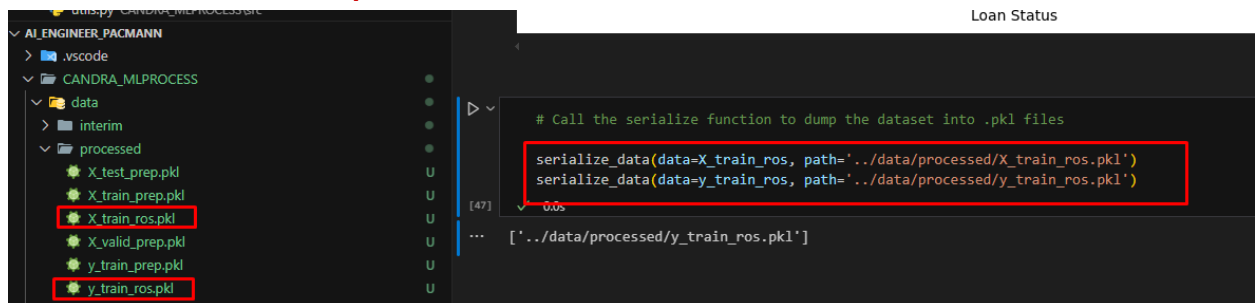 utils.py CANDRA_MLPROCESS\src
AI_ENGINEER_PACMANN
.vscode
CANDRA_MLPROCESS
data
interim
processed
X_test_prep.pkl U
X_train_prep.pkl U
X_train_ros.pkl U
X_valid_prep.pkl U
y_train_prep.pkl U
y_train_ros.pkl U
Loan Status
# Call the serialize function to dump the dataset into .pkl files
serialize_data(data=X_train_ros, path='../data/processed/X_train_ros.pkl')
serialize_data(data=y_train_ros, path='../data/processed/y_train_ros.pkl')
[47] ✓ 0.0s
... ['../data/processed/y_train_ros.pkl']